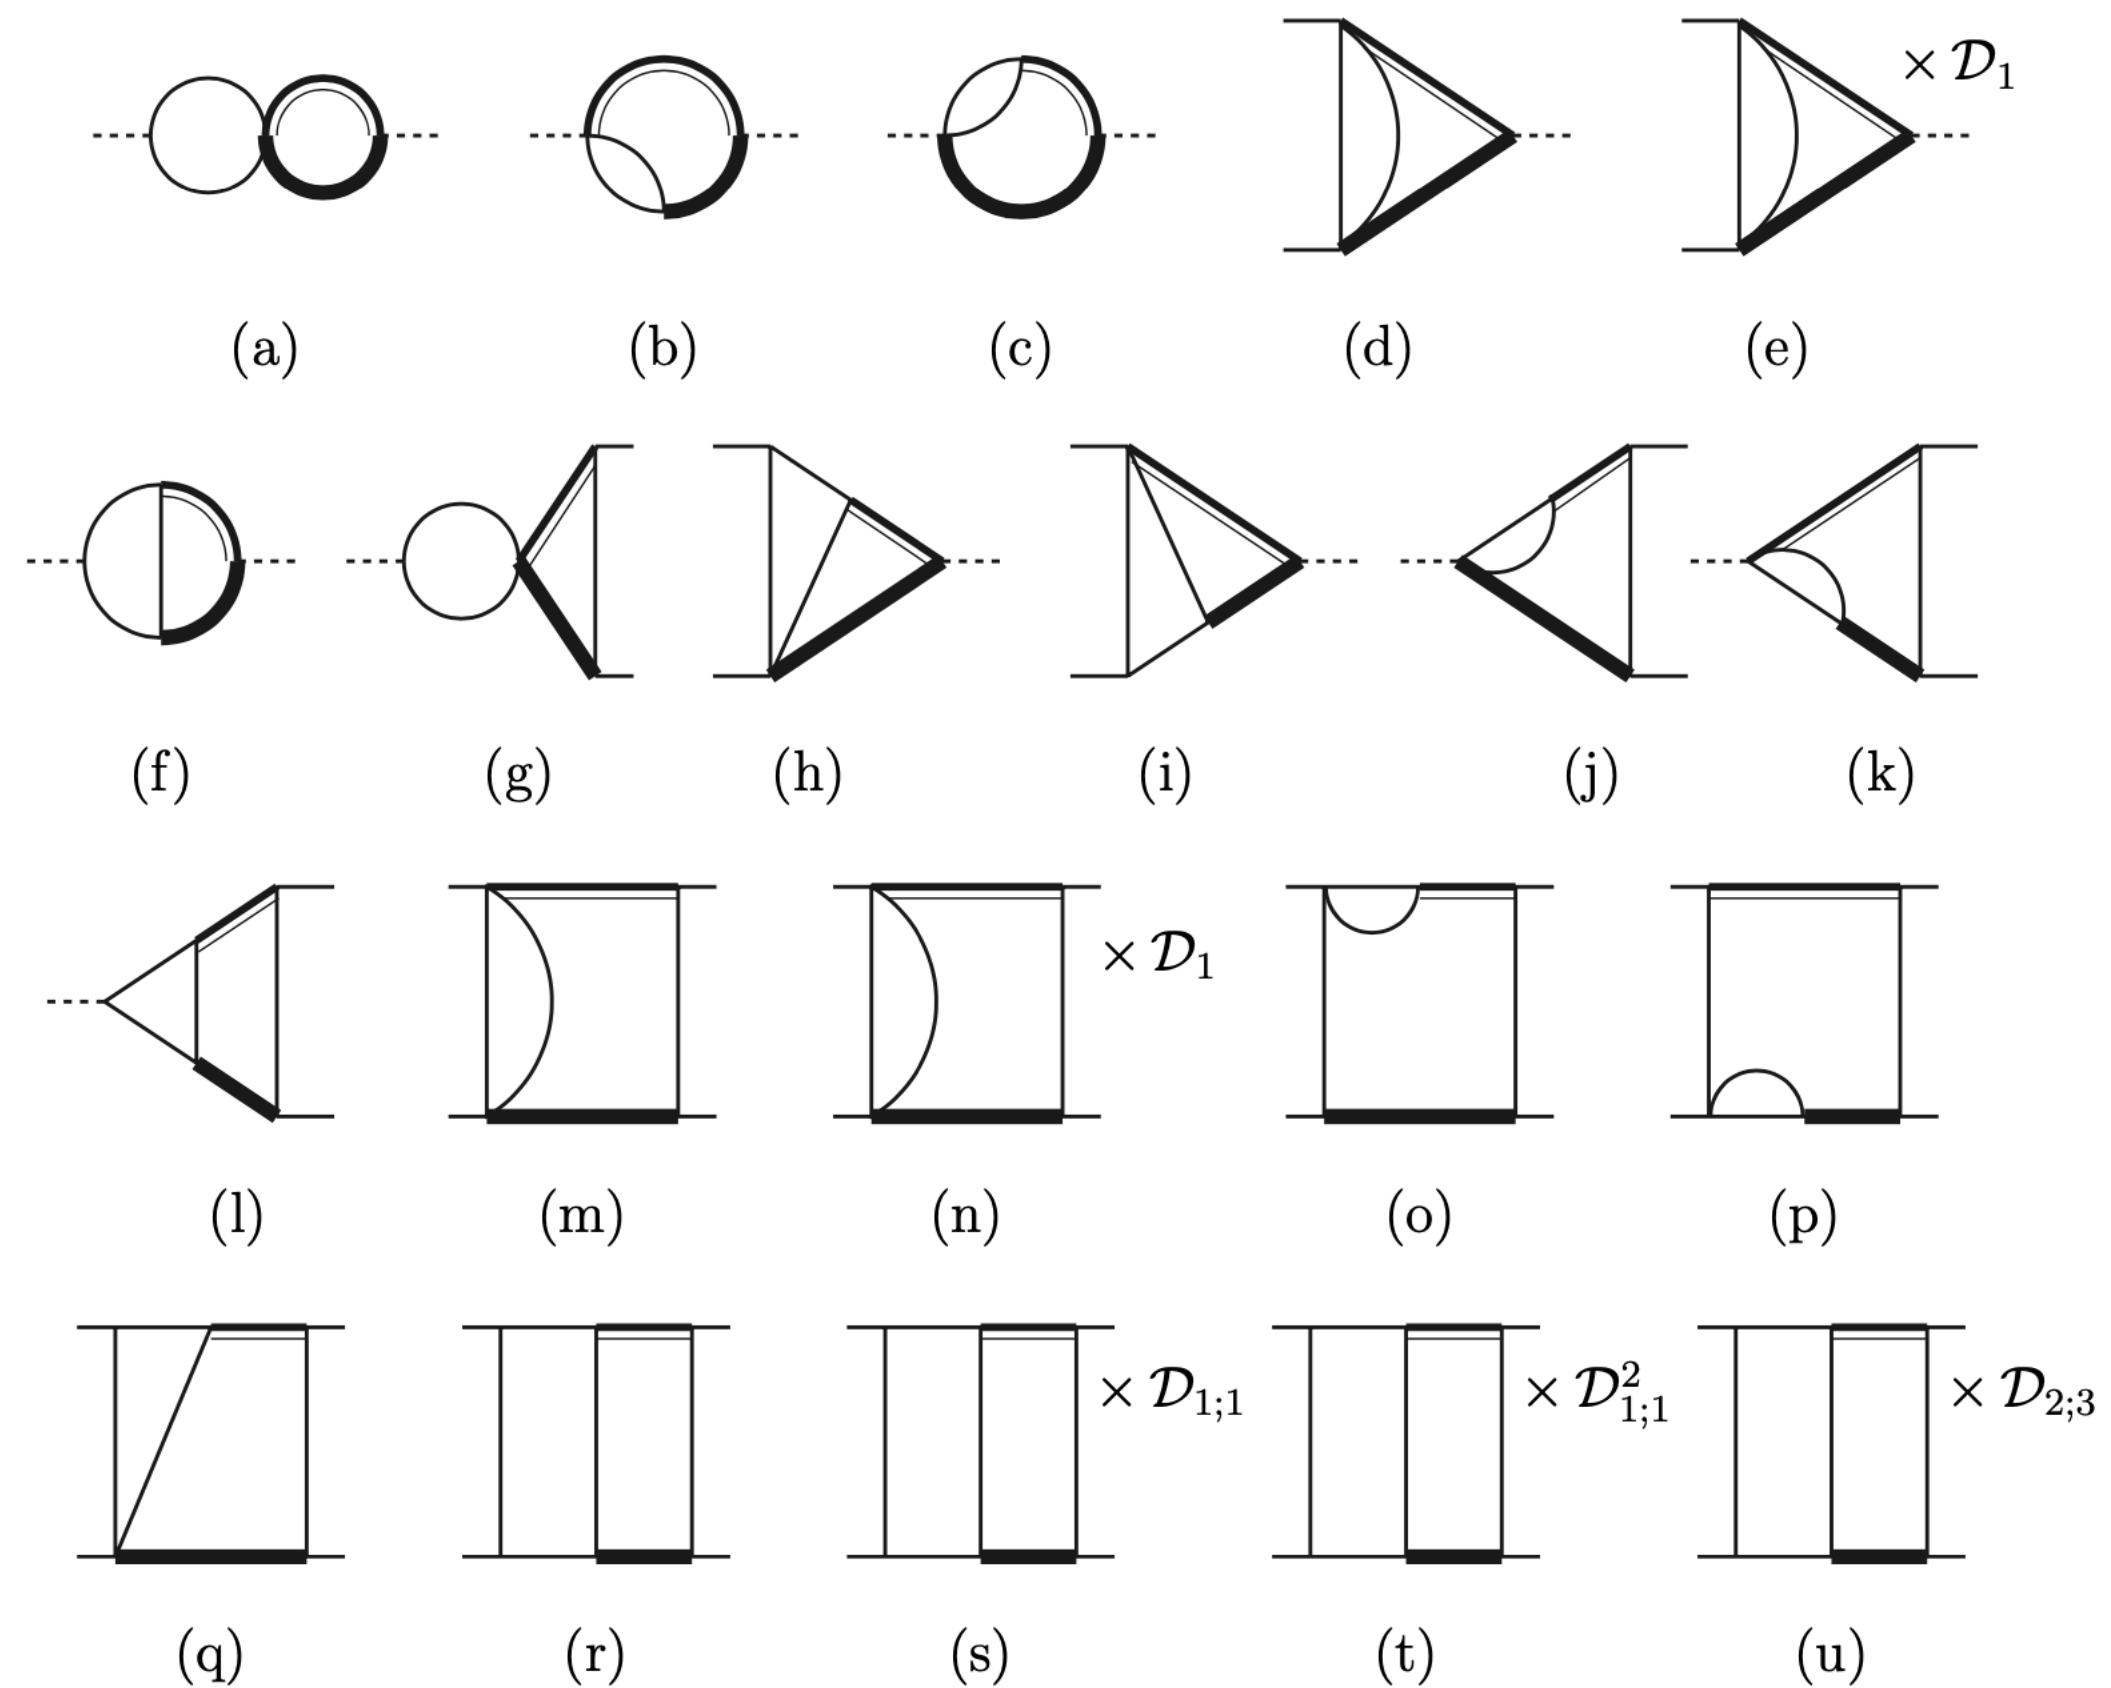 × 𝒟₁
(a) (b) (c) (d) (e)
(f) (g) (h) (i) (j) (k)
× 𝒟₁
(l) (m) (n) (o) (p)
× 𝒟₁;₁ × 𝒟²₁;₁ × 𝒟₂;₃
(q) (r) (s) (t) (u)